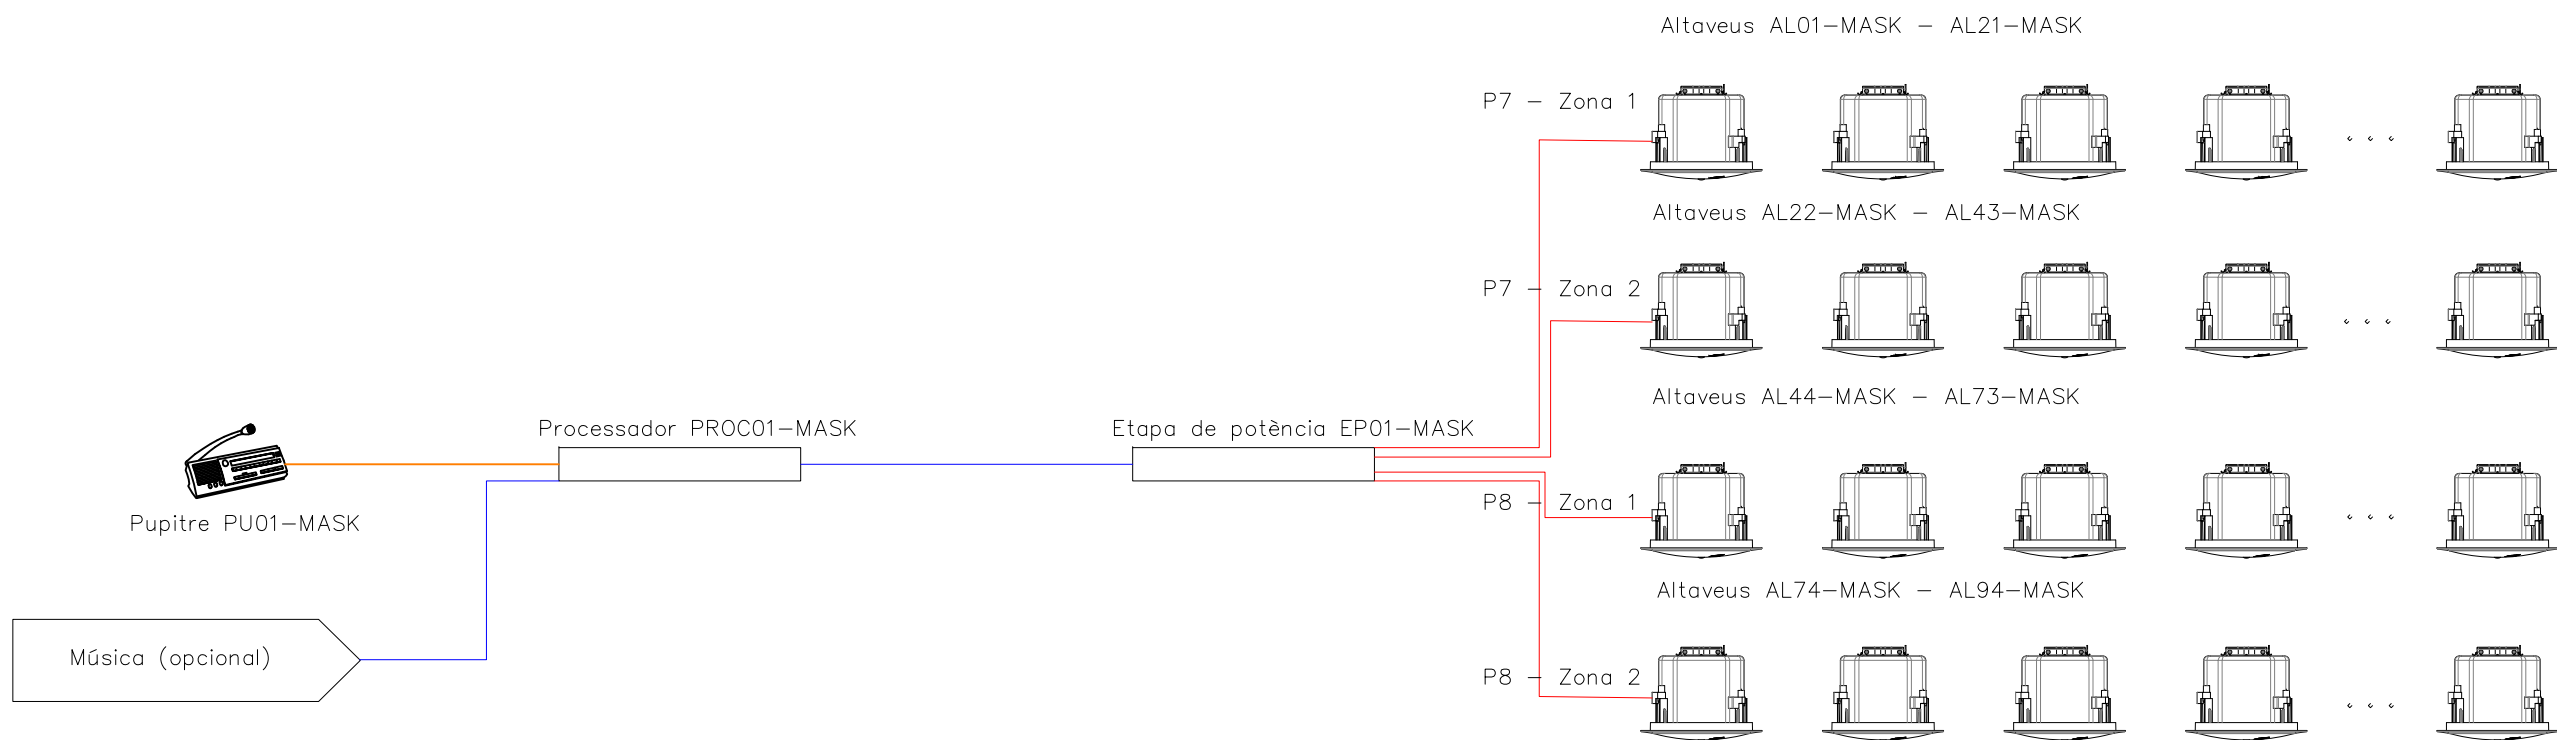 Altaveus AL01-MASK - AL21-MASK
P7 - Zona 1
Altaveus AL22-MASK - AL43-MASK
P7 - Zona 2
Altaveus AL44-MASK - AL73-MASK
Processador PROC01-MASK
Etapa de potència EP01-MASK
P8 - Zona 1
Pupitre PU01-MASK
Altaveus AL74-MASK - AL94-MASK
Música (opcional)
P8 - Zona 2